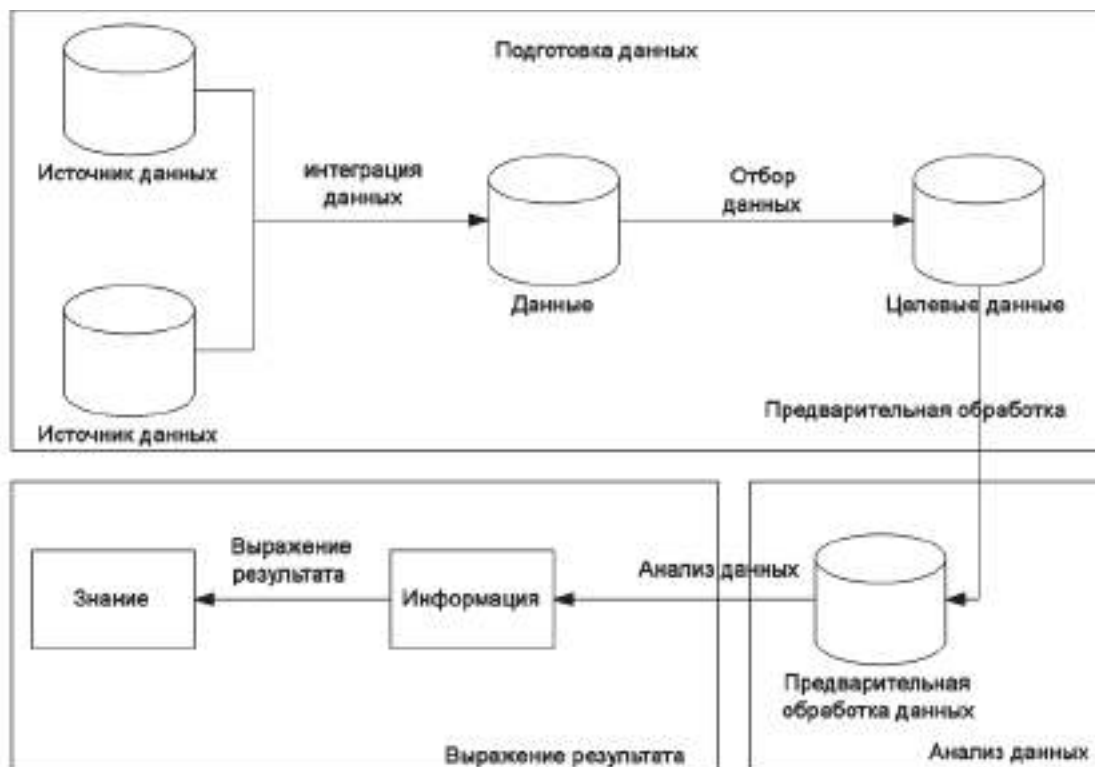 Подготовка данных
Источник данных
интеграция
данных
Отбор
данных
Данные
Целевые данные
Источник данных
Предварительная обработка
Выражение
результата
Анализ данных
Знание
Информация
Предварительная
обработка данных
Выражение результата
Анализ данных